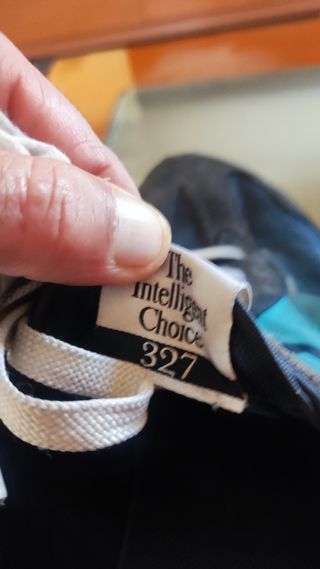 The
Intelligent
Choice
327